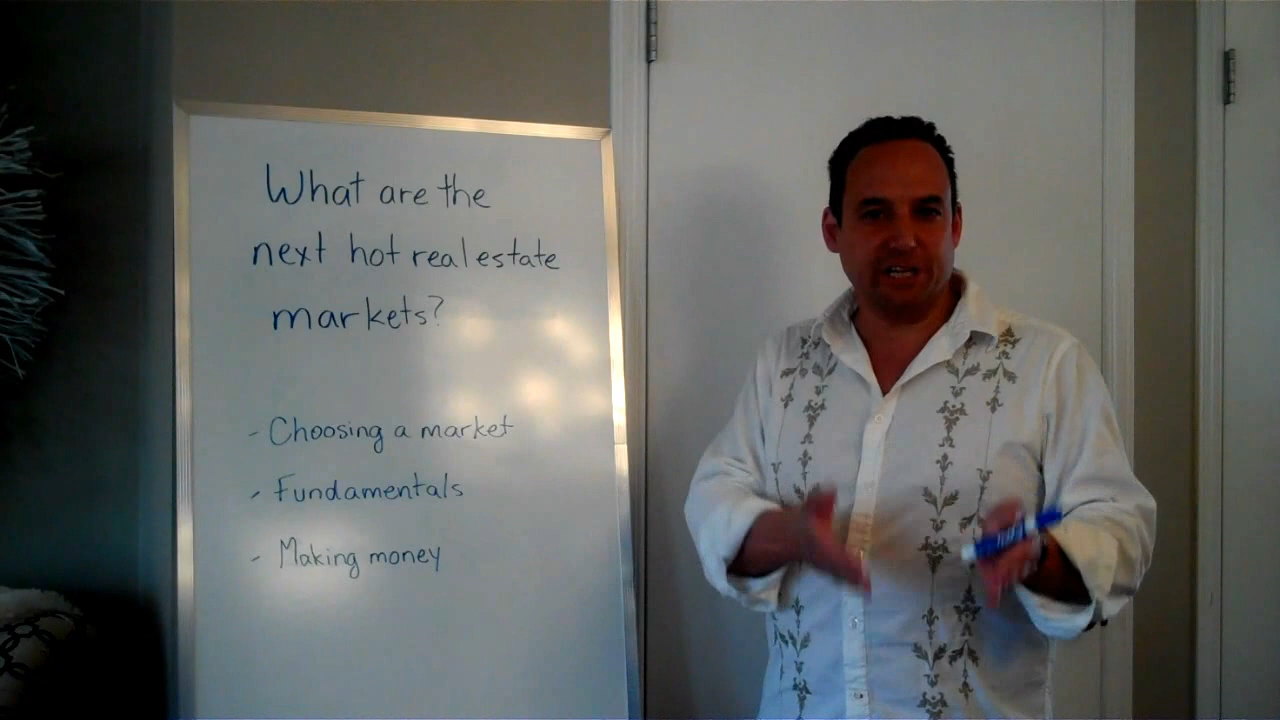 What are the
next hot real estate
markets?
- Choosing a market
- Fundamentals
- Making money